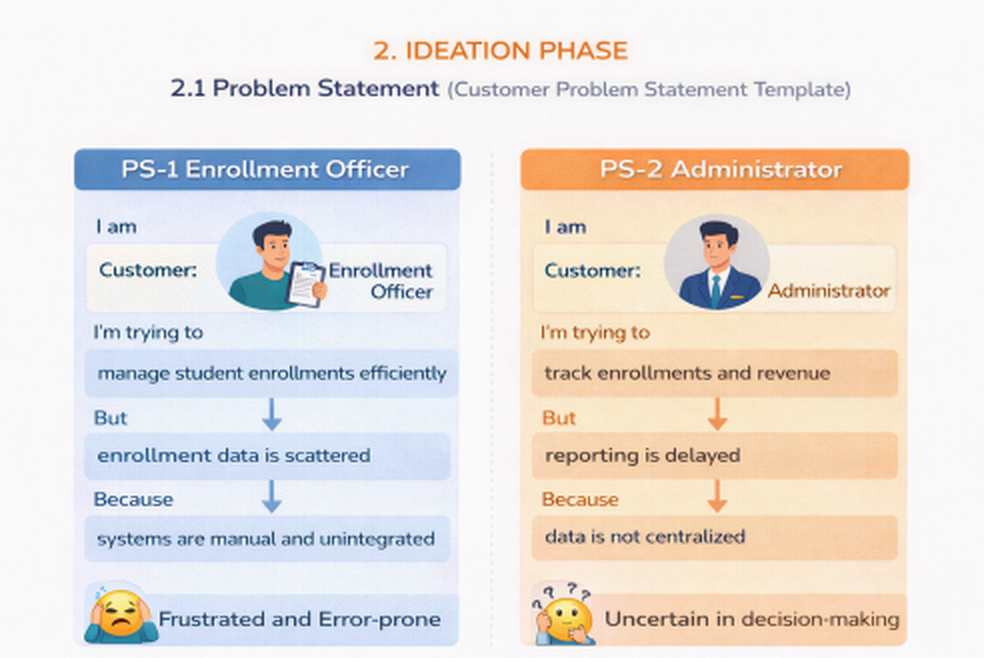 2. IDEATION PHASE
2.1 Problem Statement (Customer Problem Statement Template)
PS-1 Enrollment Officer
I am
Customer:
Enrollment
Officer
I'm trying to
manage student enrollments efficiently
But
enrollment data is scattered
Because
systems are manual and unintegrated
Frustrated and Error-prone
PS-2 Administrator
I am
Customer:
Administrator
I'm trying to
track enrollments and revenue
But
reporting is delayed
Because
data is not centralized
? ? ? ?
Uncertain in decision-making